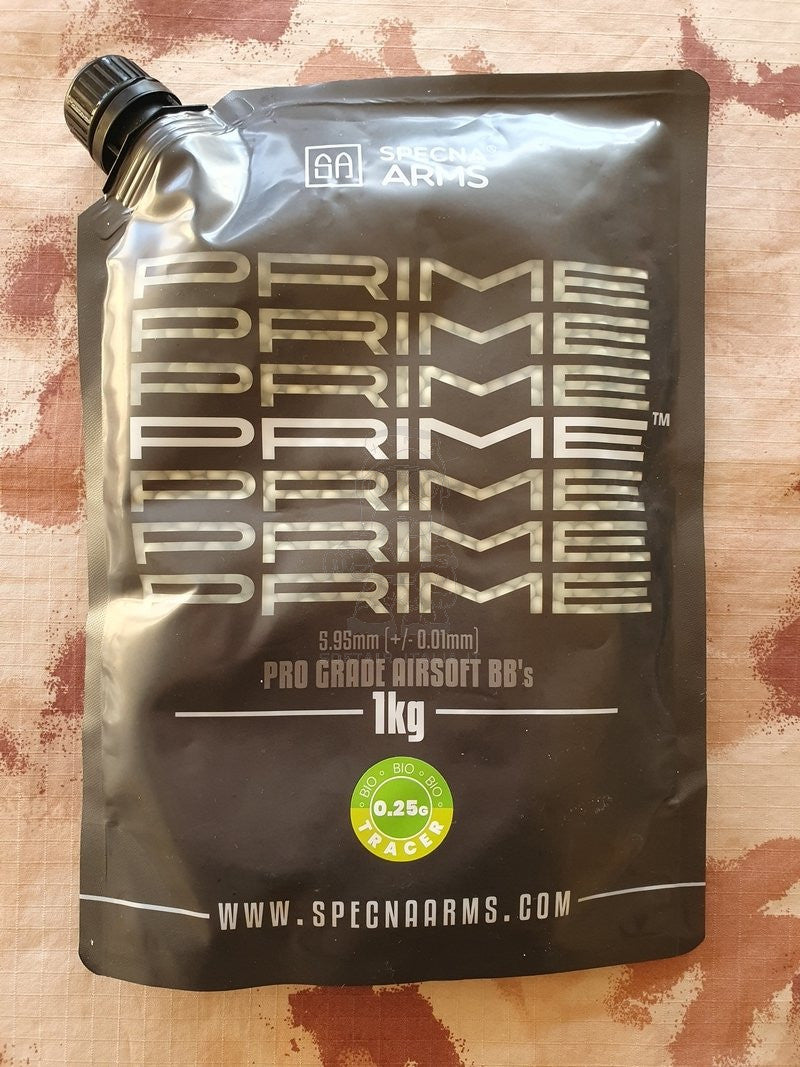 SA SPECNA®
ARMS
PRIME
PRIME
PRIME
PRIME™
PRIME
PRIME
PRIME
5.95mm [+/- 0.01mm]
PRO GRADE AIRSOFT BB's
1kg
BIO • BIO • BIO
0.25G
TRACER
WWW.SPECNAARMS.COM